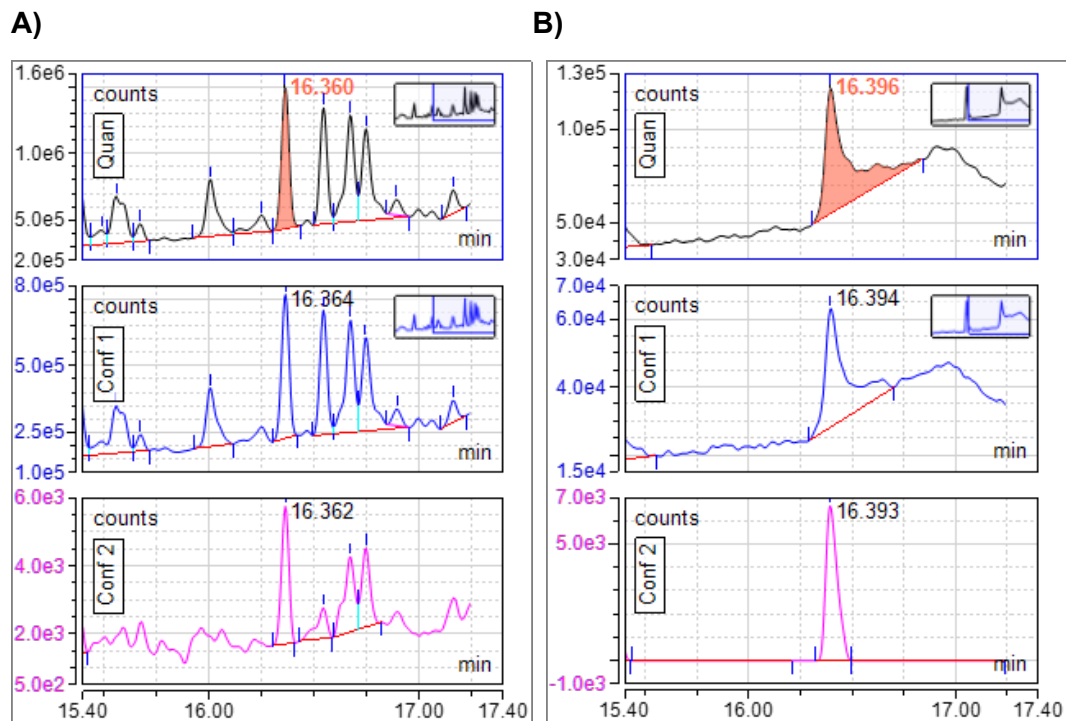 A)
1.6e6
1.0e6
5.0e5
2.0e5
counts
Quan
16.360
min
8.0e5
5.0e5
2.5e5
1.0e5
counts
Conf 1
16.364
6.0e3
4.0e3
2.0e3
5.0e2
counts
Conf 2
16.362
min
15.40
16.00
17.00
17.40
B)
1.3e5
1.0e5
5.0e4
3.0e4
counts
Quan
16.396
min
7.0e4
6.0e4
4.0e4
1.5e4
counts
Conf 1
16.394
7.0e3
5.0e3
-1.0e3
counts
Conf 2
16.393
min
15.40
16.00
17.00
17.40